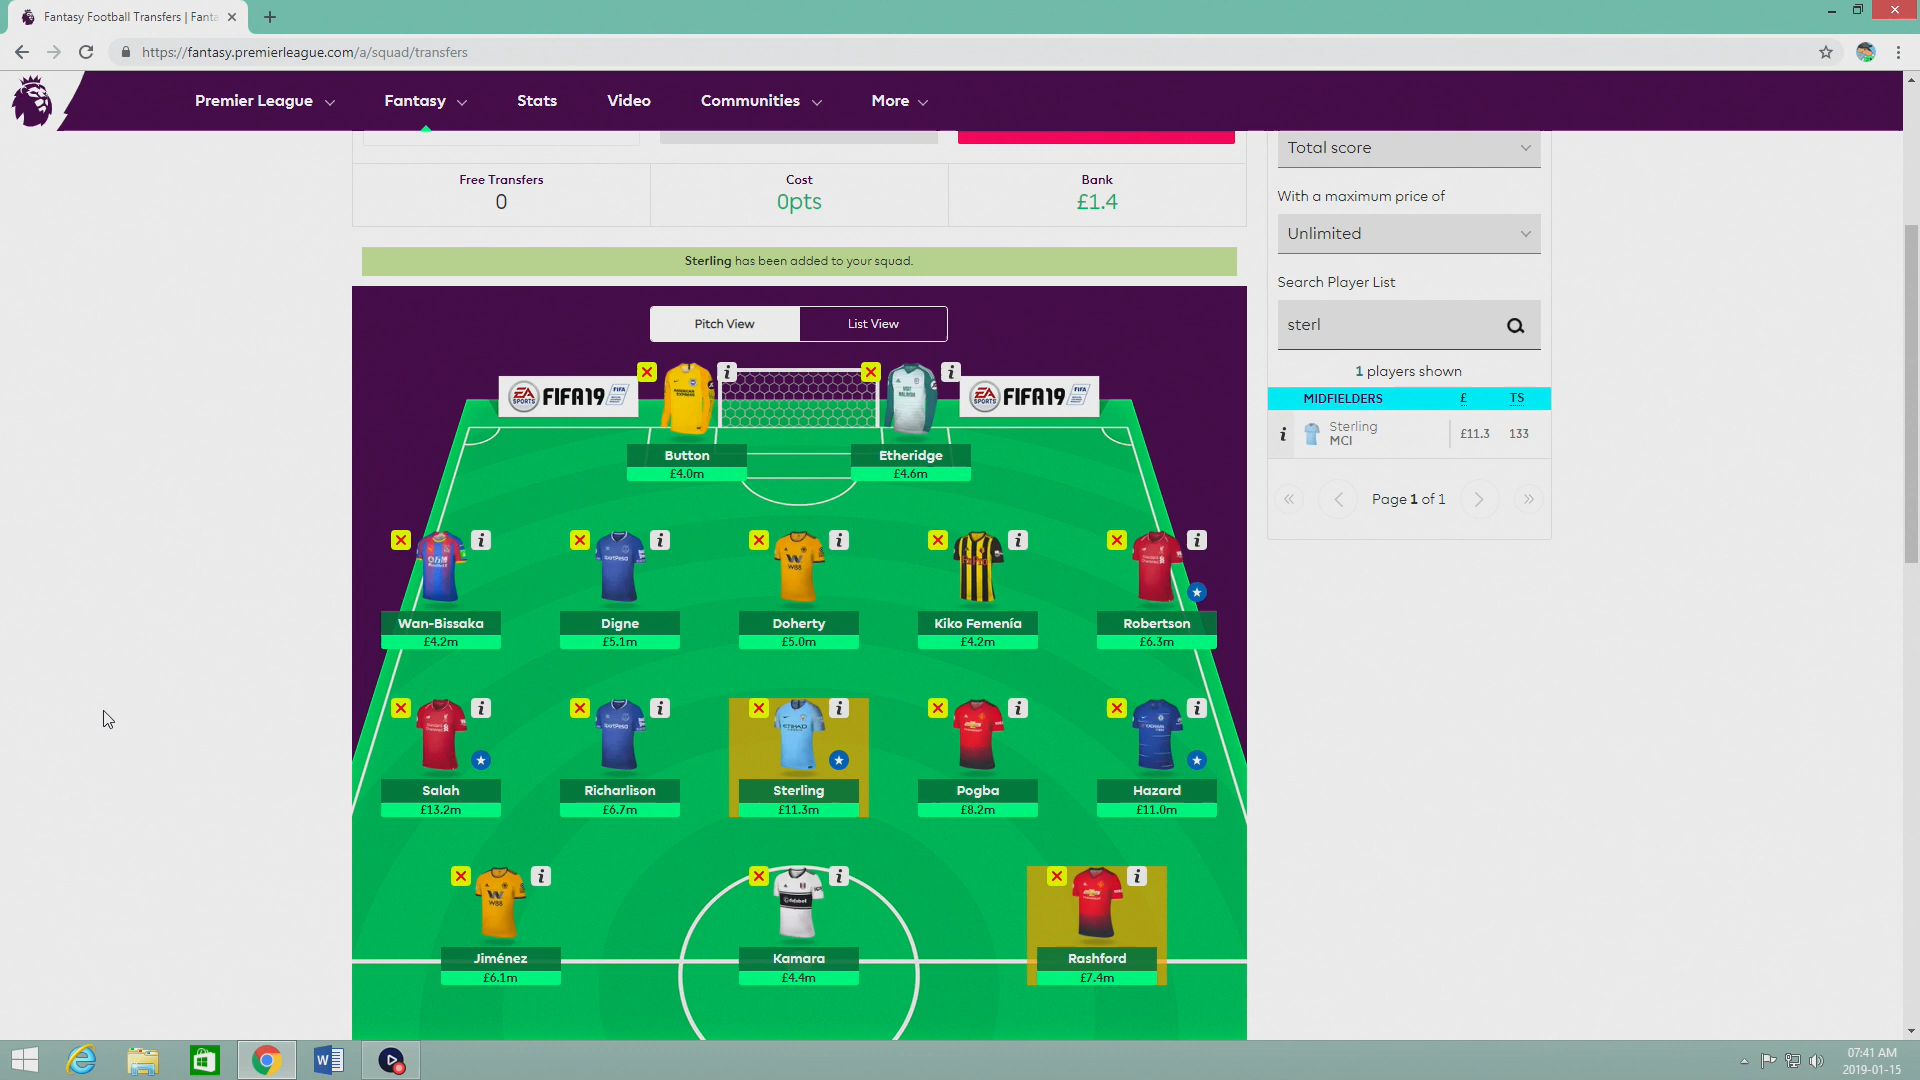 Fantasy Football Transfers | Fanta
https://fantasy.premierleague.com/a/squad/transfers
Premier League
Fantasy
Stats
Video
Communities
More
Total score
Free Transfers
0
Cost
0pts
Bank
£1.4
With a maximum price of
Unlimited
Sterling has been added to your squad.
Search Player List
sterl
Pitch View
List View
1 players shown
MIDFIELDERS £ TS
Sterling
MCI
£11.3
133
Page 1 of 1
EA SPORTS FIFA19 FIFA
EA SPORTS FIFA19 FIFA
Button
£4.0m
Etheridge
£4.6m
Wan-Bissaka
£4.2m
Digne
£5.1m
Doherty
£5.0m
Kiko Femenía
£4.2m
Robertson
£6.3m
Salah
£13.2m
Richarlison
£6.7m
Sterling
£11.3m
Pogba
£8.2m
Hazard
£11.0m
Jiménez
£6.1m
Kamara
£4.4m
Rashford
£7.4m
07:41 AM
2019-01-15